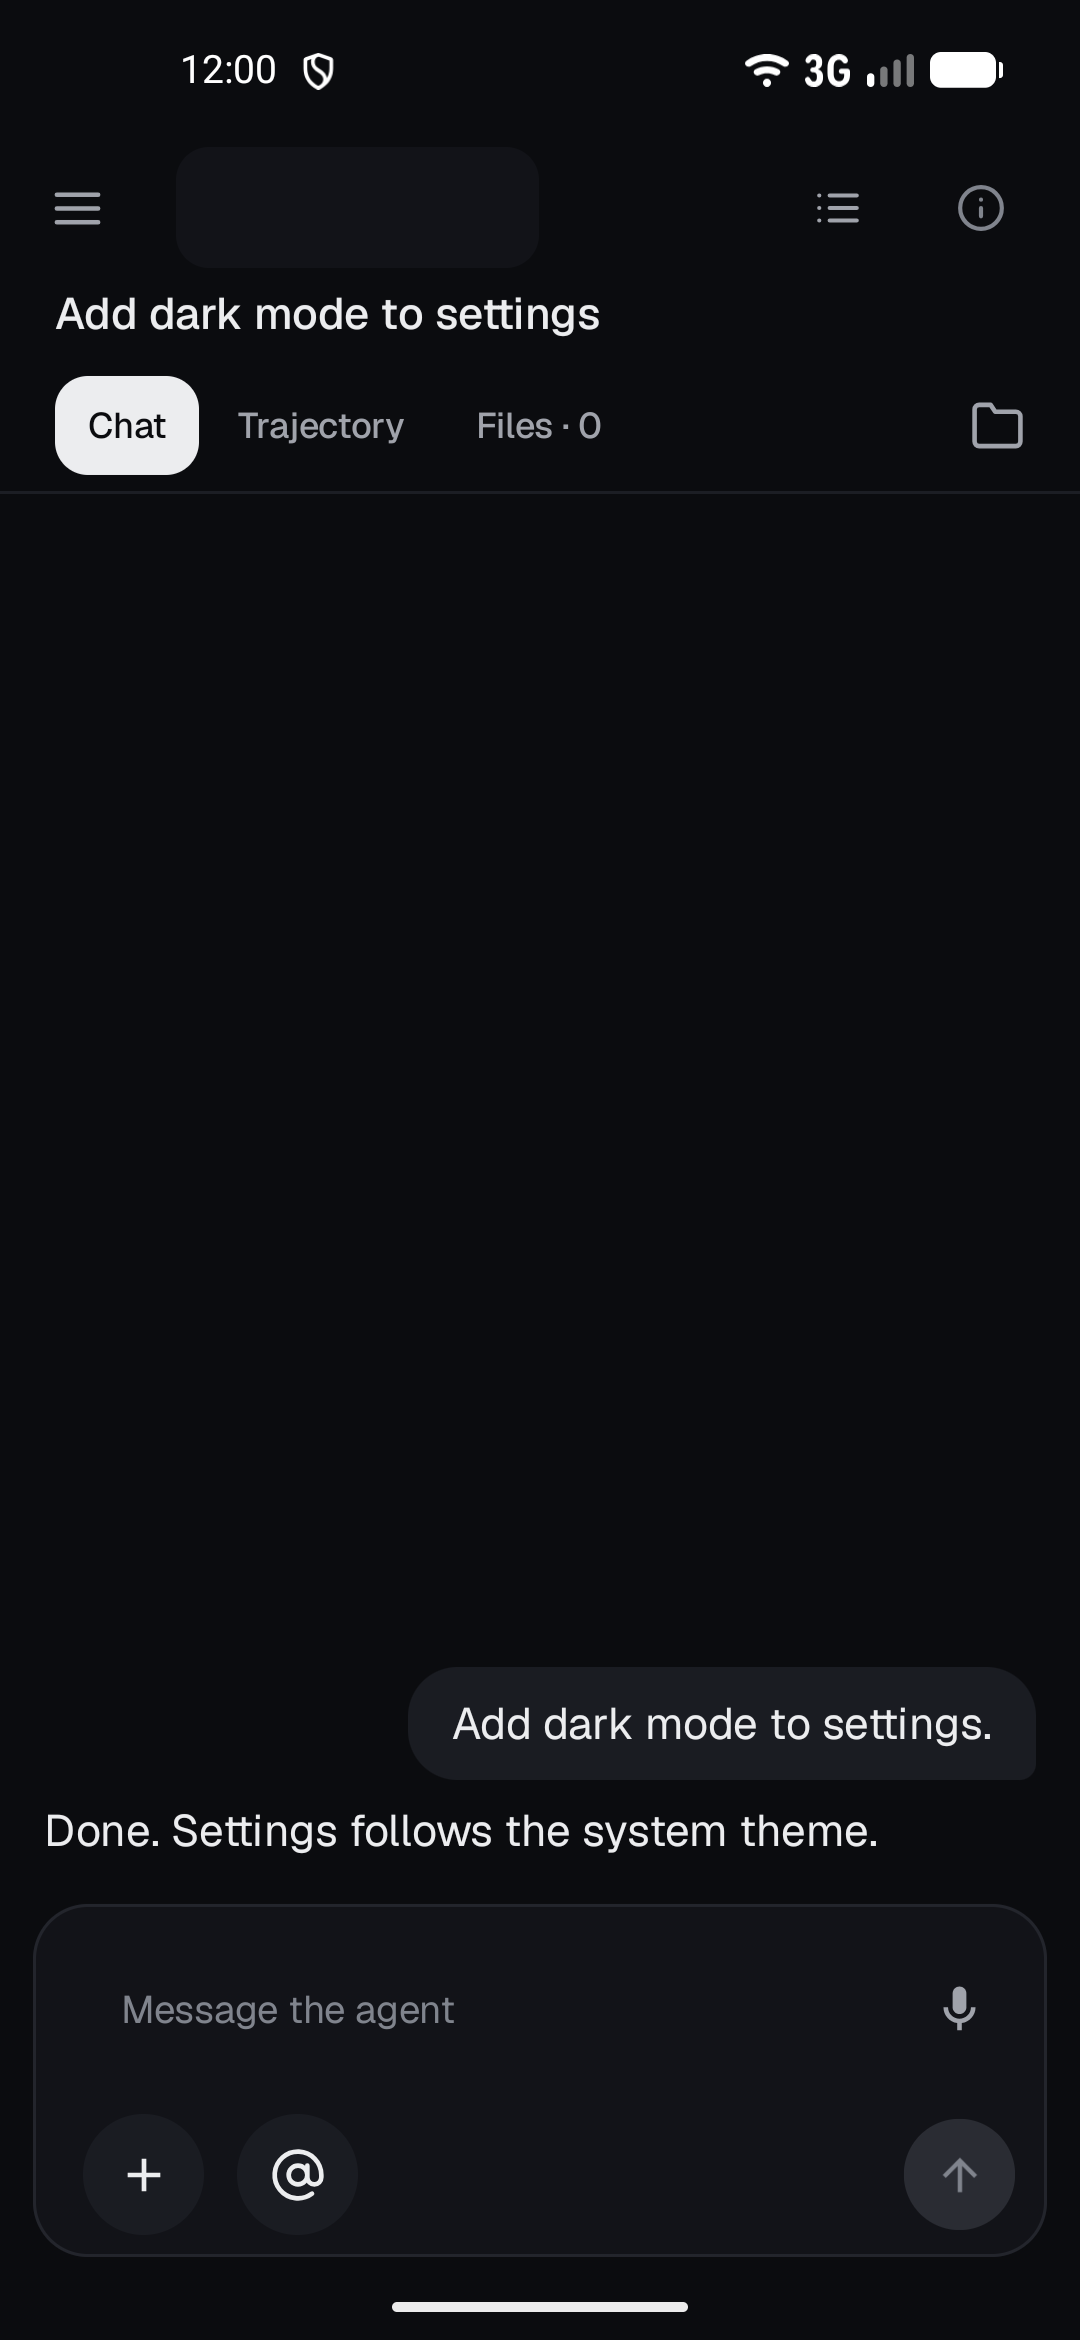 12:00
3G
Add dark mode to settings
Chat
Trajectory
Files · 0
Add dark mode to settings.
Done. Settings follows the system theme.
Message the agent